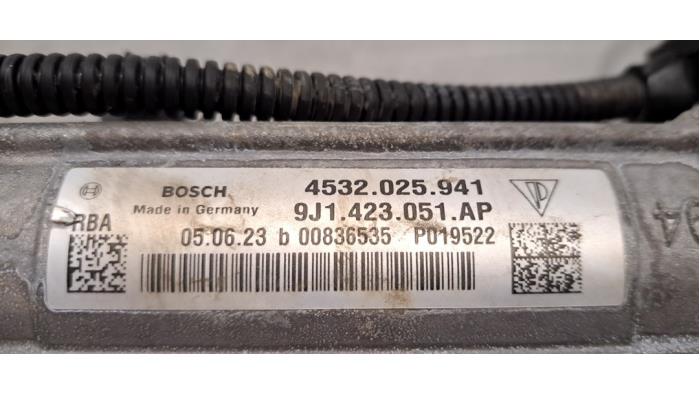 BOSCH 4532.025.941
Made in Germany 9J1.423.051.AP
RBA 05.06.23 b 00836535 P019522